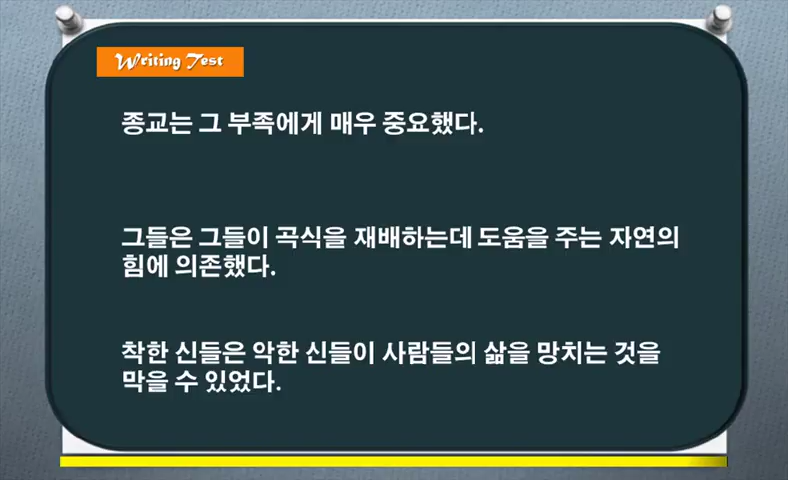 Writing Test
종교는 그 부족에게 매우 중요했다.
그들은 그들이 곡식을 재배하는데 도움을 주는 자연의
힘에 의존했다.
착한 신들은 악한 신들이 사람들의 삶을 망치는 것을
막을 수 있었다.